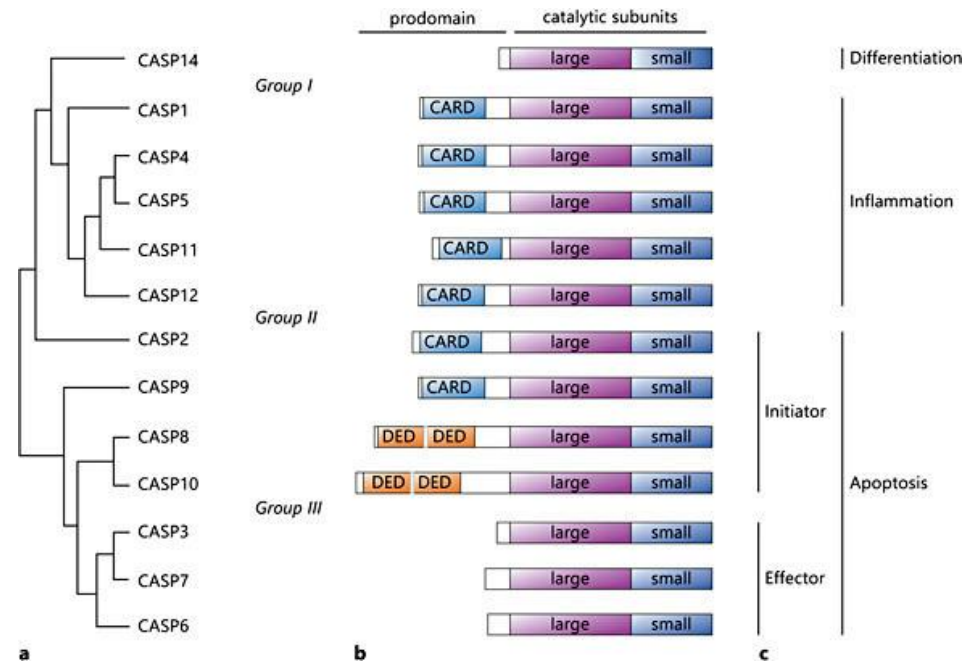 prodomain catalytic subunits
CASP14 large small Differentiation
Group I
CASP1 CARD large small
CASP4 CARD large small
CASP5 CARD large small Inflammation
CASP11 CARD large small
CASP12 CARD large small
Group II
CASP2 CARD large small
CASP9 CARD large small
Initiator
CASP8 DED DED large small
CASP10 DED DED large small Apoptosis
Group III
CASP3 large small
CASP7 large small Effector
CASP6 large small
a b c